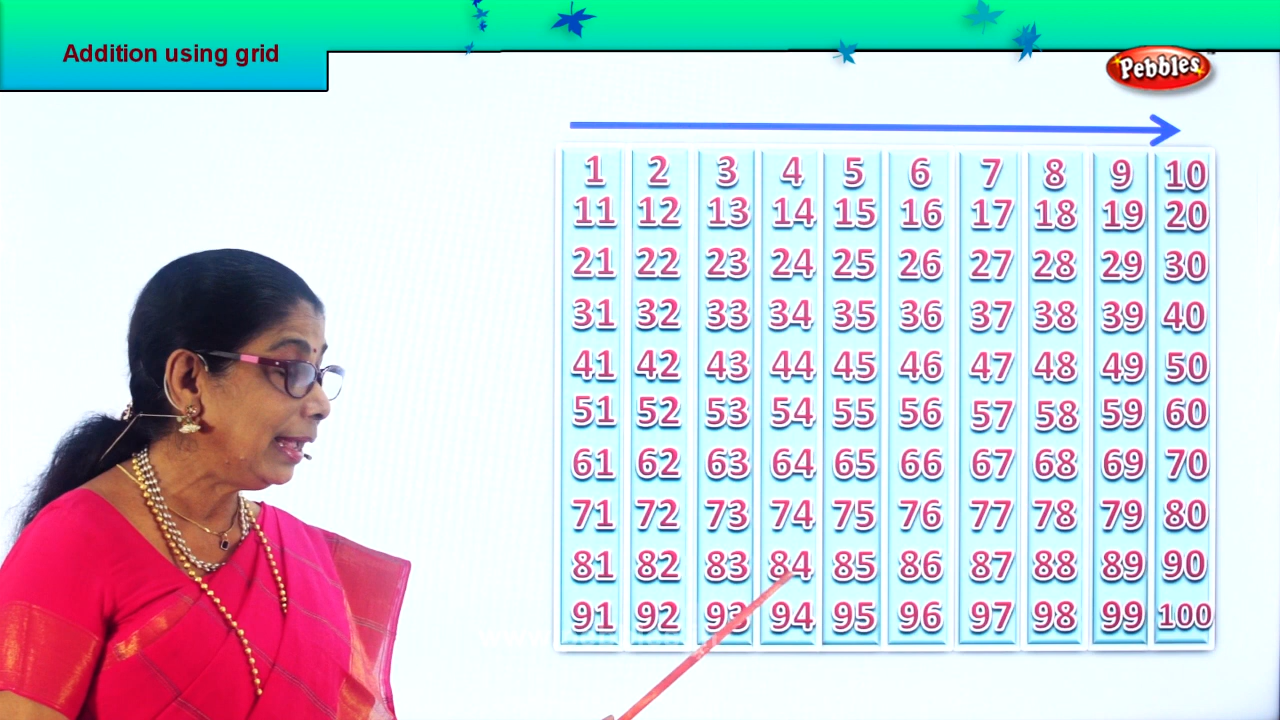 Addition using grid
Pebbles
1 2 3 4 5 6 7 8 9 10
11 12 13 14 15 16 17 18 19 20
21 22 23 24 25 26 27 28 29 30
31 32 33 34 35 36 37 38 39 40
41 42 43 44 45 46 47 48 49 50
51 52 53 54 55 56 57 58 59 60
61 62 63 64 65 66 67 68 69 70
71 72 73 74 75 76 77 78 79 80
81 82 83 84 85 86 87 88 89 90
91 92 93 94 95 96 97 98 99 100